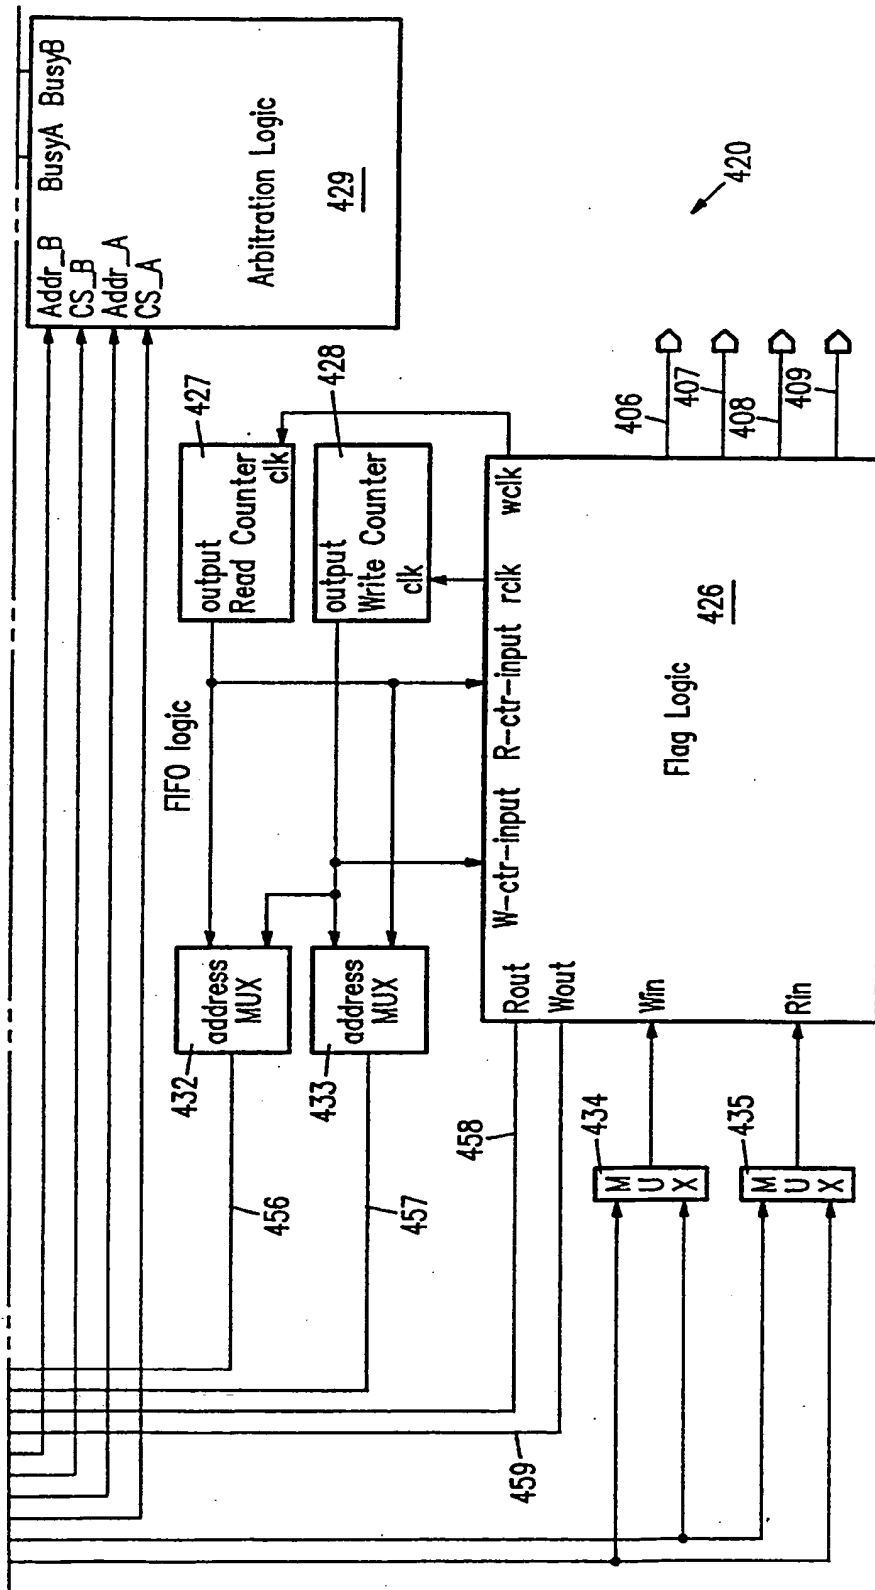 Addr_B
CS_B
Addr_A
CS_A
BusyA
BusyB
Arbitration Logic
429
420
427
428
output
Read Counter
clk
output
Write Counter
clk
FIFO logic
address
MUX
432
address
MUX
433
456
457
458
459
Rout
Wout
Win
Rin
W-ctr-input
R-ctr-input
rclk
wclk
Flag Logic
426
406
407
408
409
434
MUX
435
MUX